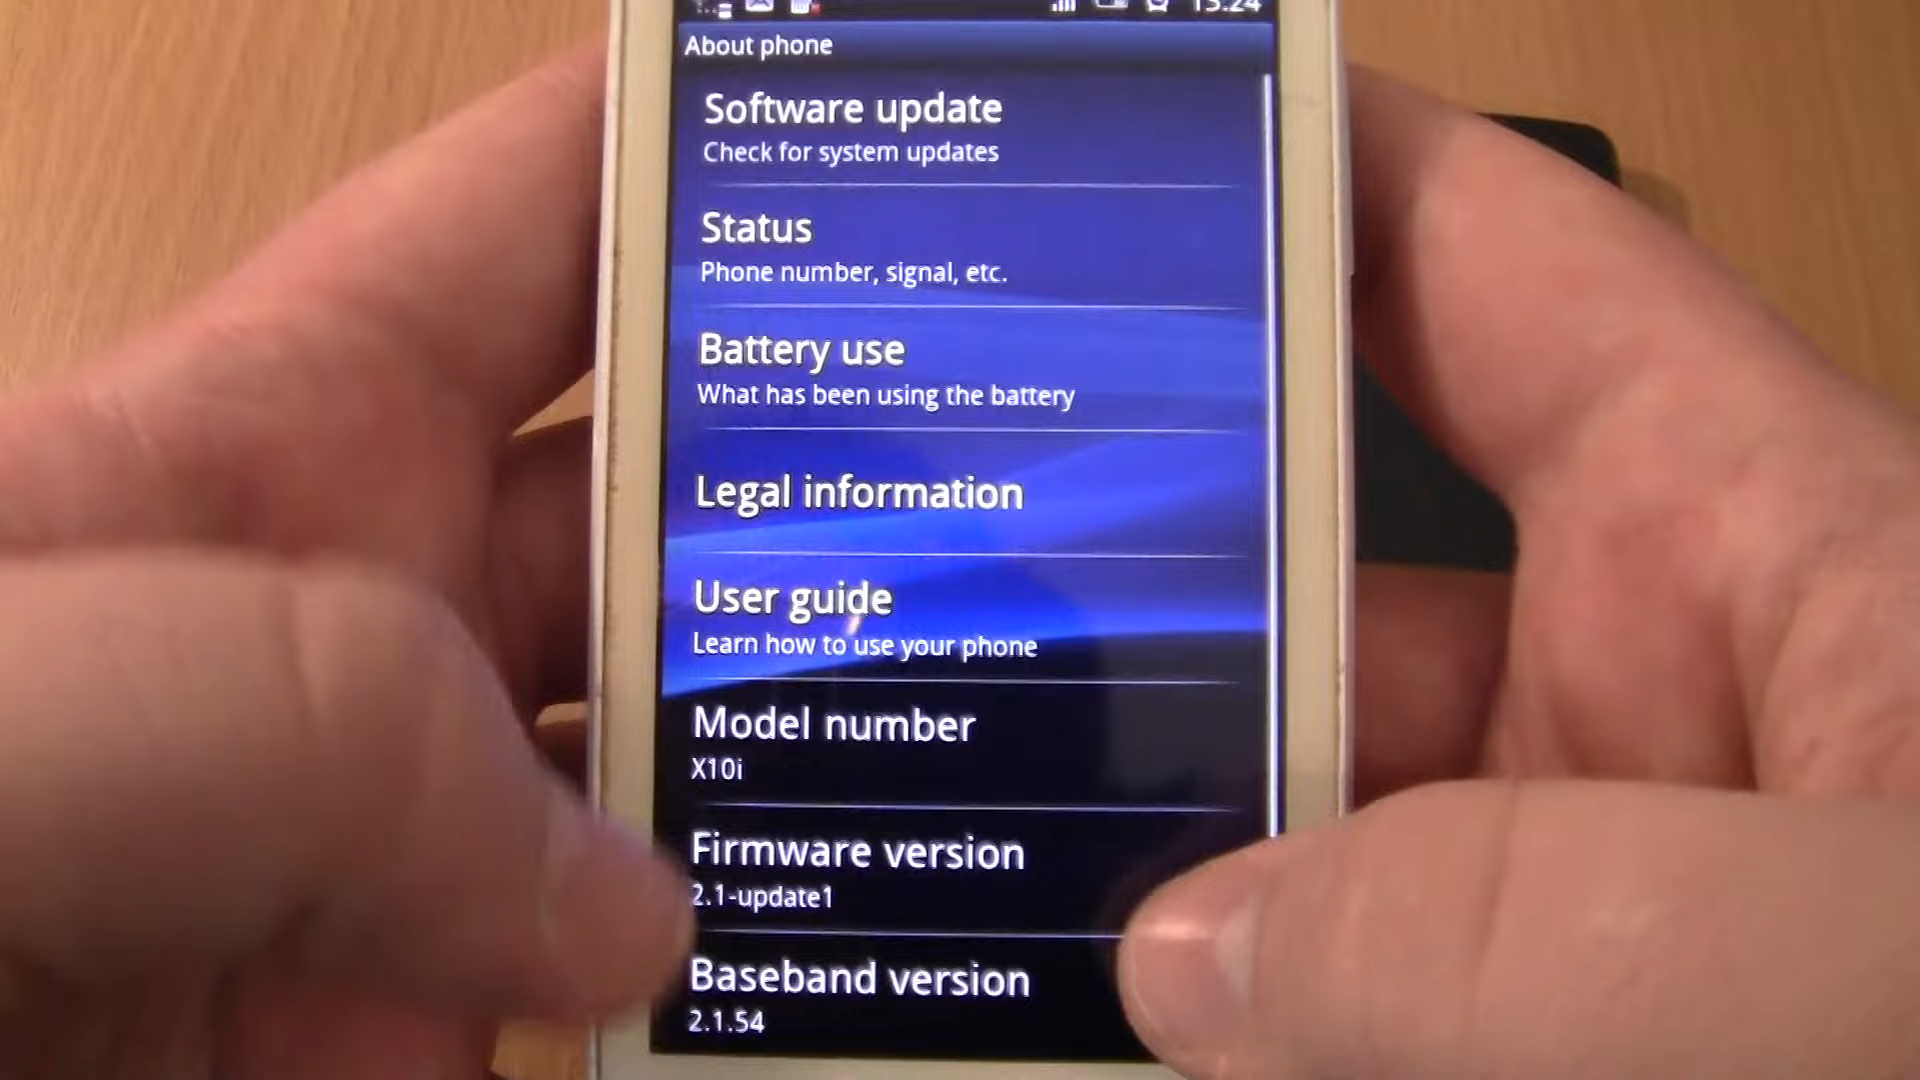 13:24
About phone
Software update
Check for system updates
Status
Phone number, signal, etc.
Battery use
What has been using the battery
Legal information
User guide
Learn how to use your phone
Model number
X10i
Firmware version
2.1-update1
Baseband version
2.1.54